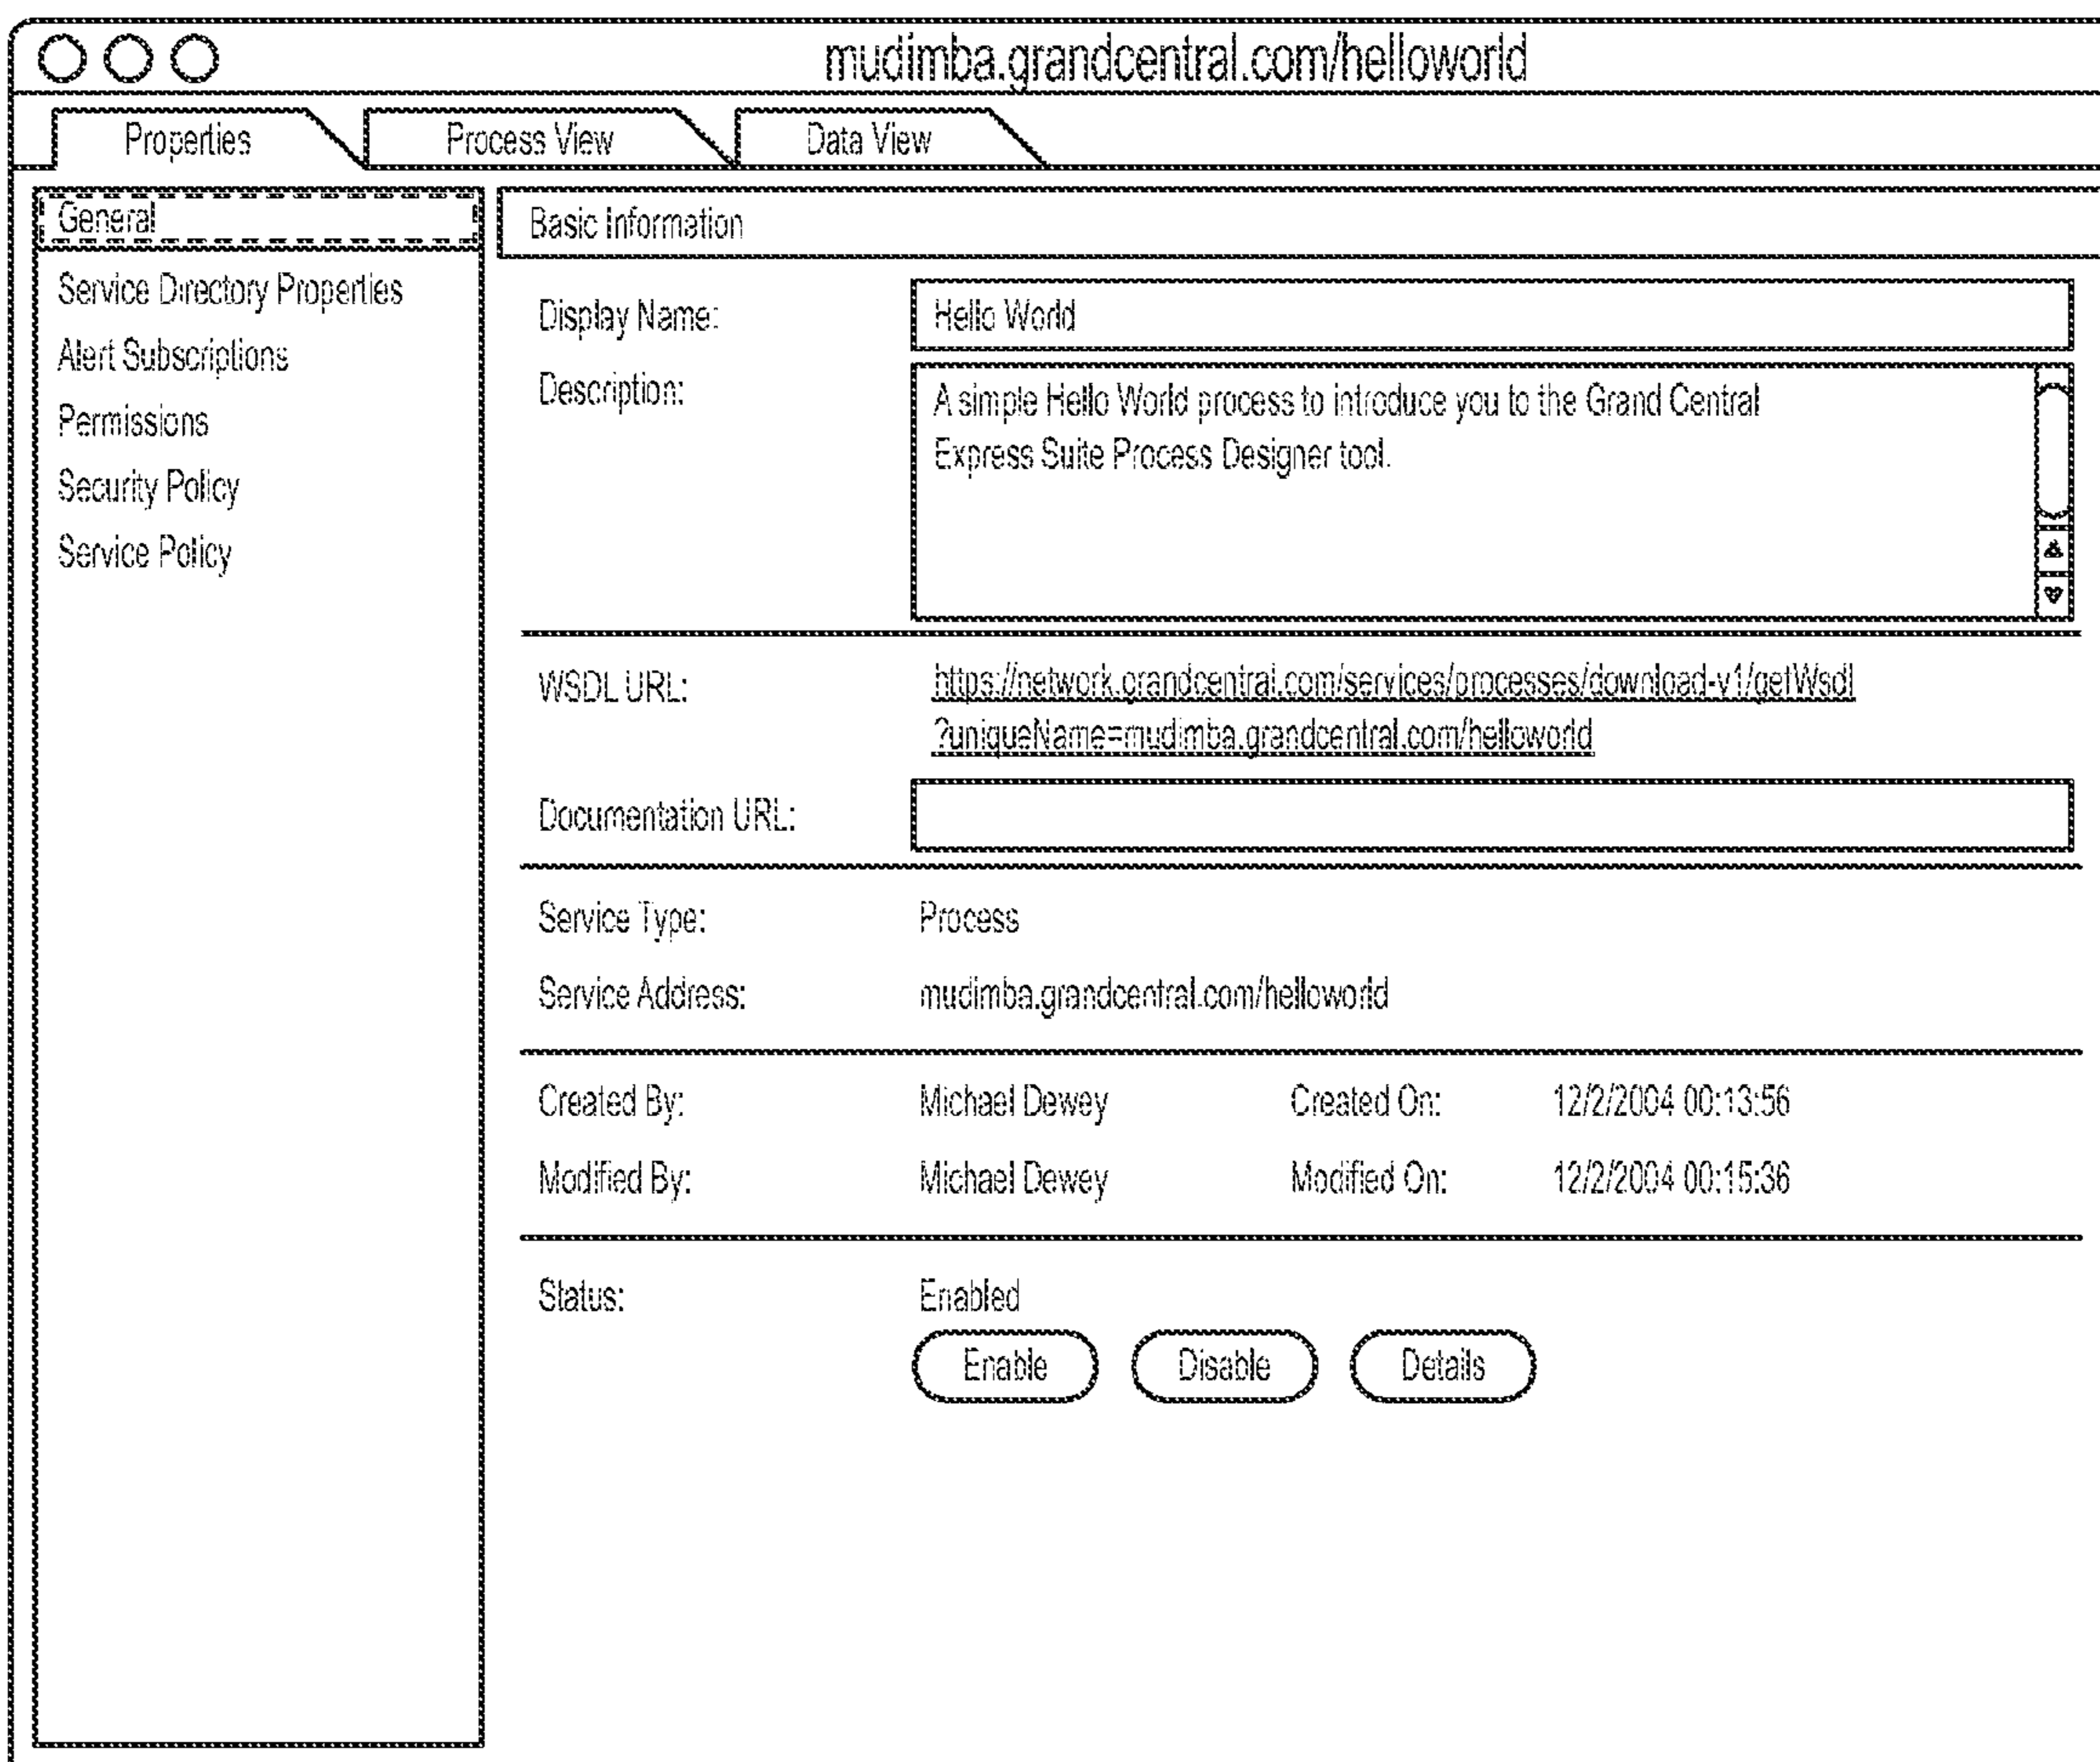 mudimba.grandcentral.com/helloworld
Properties
Process View
Data View
General
Service Directory Properties
Alert Subscriptions
Permissions
Security Policy
Service Policy
Basic Information
Display Name:
Hello World
Description:
A simple Hello World process to introduce you to the Grand Central
Express Suite Process Designer tool.
WSDL URL:
https://network.grandcentral.com/services/processes/download-v1/getWsdl
?uniqueName=mudimba.grandcentral.com/helloworld
Documentation URL:
Service Type: Process
Service Address: mudimba.grandcentral.com/helloworld
Created By: Michael Dewey Created On: 12/2/2004 00:13:56
Modified By: Michael Dewey Modified On: 12/2/2004 00:15:36
Status: Enabled
Enable Disable Details